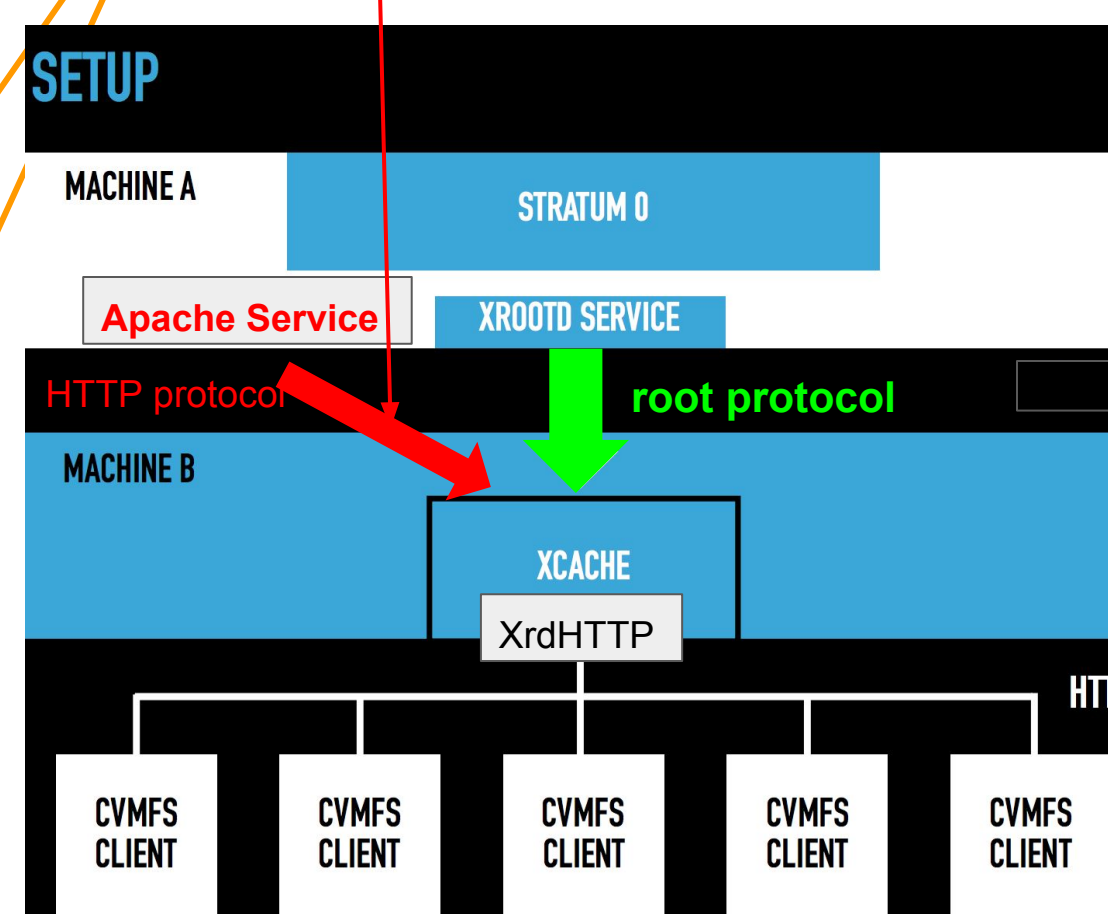 SETUP
MACHINE A
STRATUM 0
Apache Service
XROOTD SERVICE
HTTP protocol
root protocol
MACHINE B
XCACHE
XrdHTTP
CVMFS
CLIENT
CVMFS
CLIENT
CVMFS
CLIENT
CVMFS
CLIENT
CVMFS
CLIENT